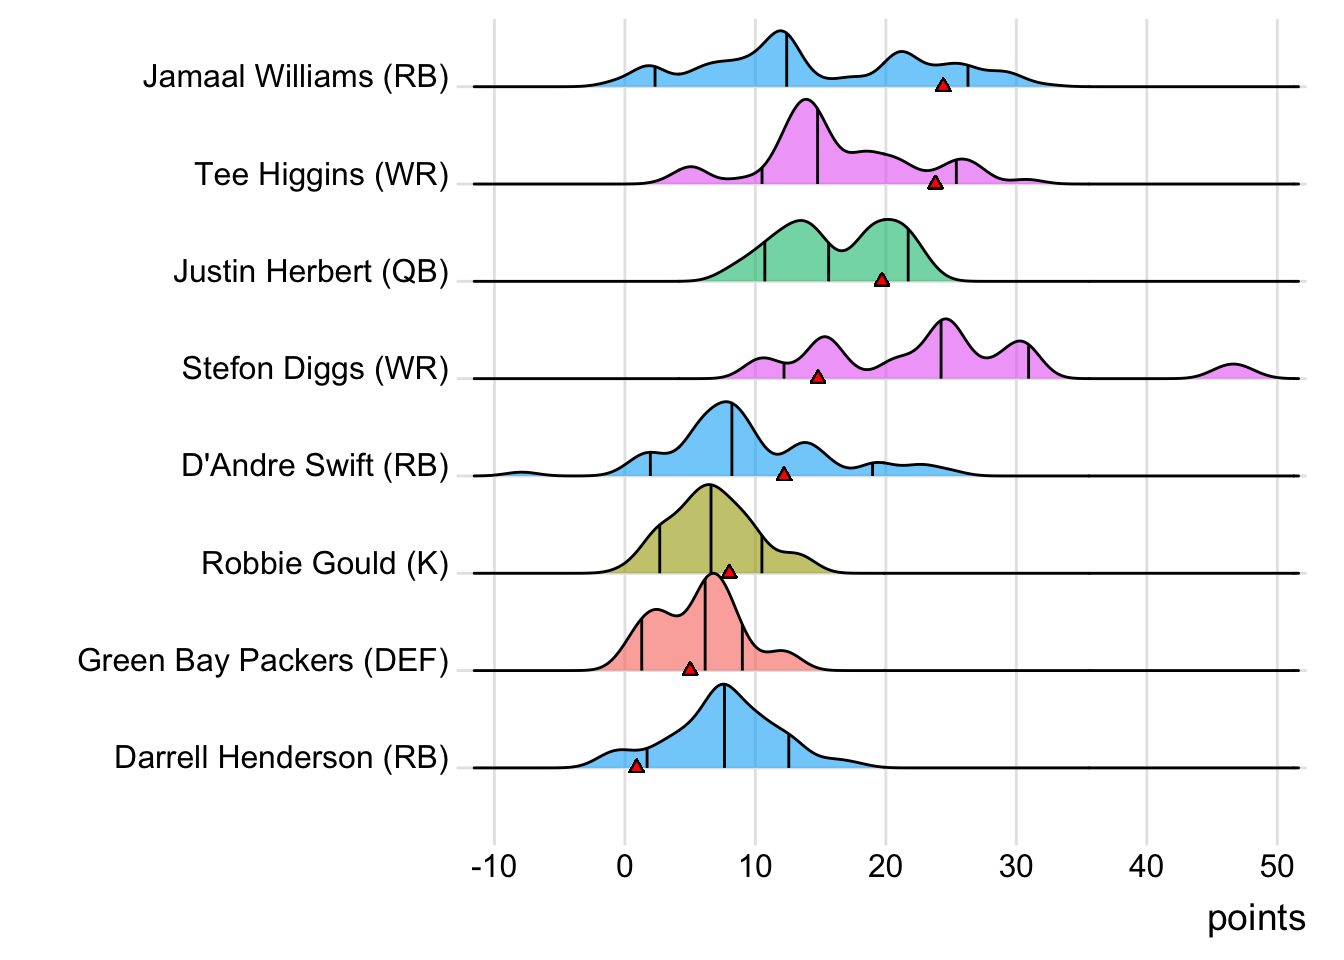 Jamaal Williams (RB)
Tee Higgins (WR)
Justin Herbert (QB)
Stefon Diggs (WR)
D'Andre Swift (RB)
Robbie Gould (K)
Green Bay Packers (DEF)
Darrell Henderson (RB)
-10 0 10 20 30 40 50
points